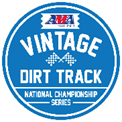 AMA
VINTAGE
DIRT TRACK
NATIONAL CHAMPIONSHIP
SERIES